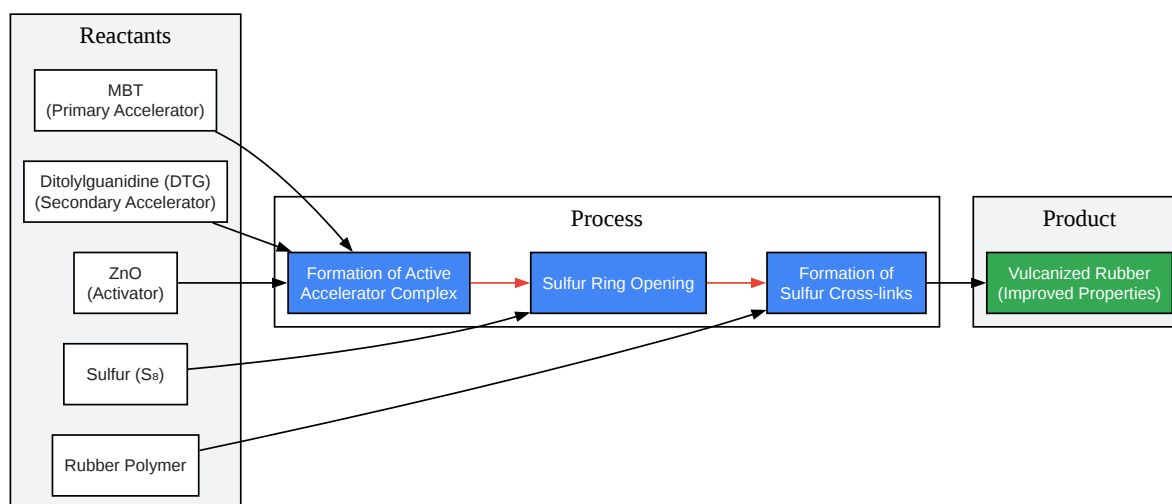 Reactants
MBT
(Primary Accelerator)
Ditolylguanidine (DTG)
(Secondary Accelerator)
ZnO
(Activator)
Sulfur (S₈)
Rubber Polymer
Process
Formation of Active
Accelerator Complex
Sulfur Ring Opening
Formation of
Sulfur Cross-links
Product
Vulcanized Rubber
(Improved Properties)